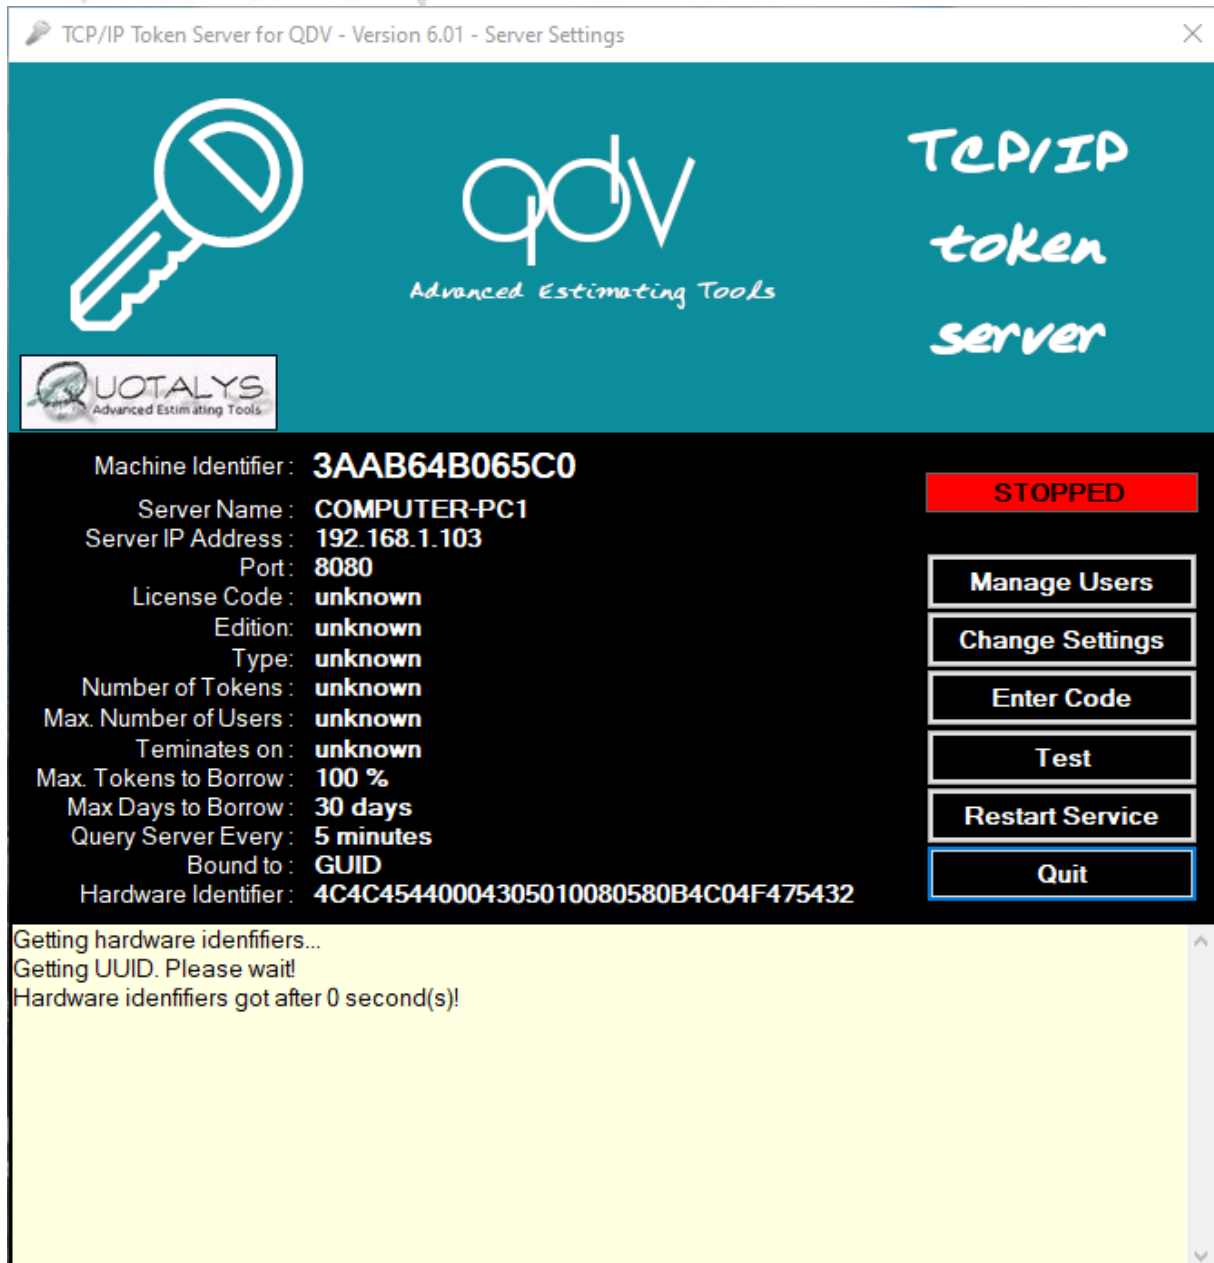 TCP/IP Token Server for QDV - Version 6.01 - Server Settings
qdv
Advanced Estimating Tools
TCP/IP
token
server
QUOTALYS
Advanced Estimating Tools
Machine Identifier : 3AAB64B065C0
Server Name : COMPUTER-PC1
Server IP Address : 192.168.1.103
Port : 8080
License Code : unknown
Edition: unknown
Type: unknown
Number of Tokens : unknown
Max. Number of Users : unknown
Teminates on : unknown
Max. Tokens to Borrow : 100 %
Max Days to Borrow : 30 days
Query Server Every : 5 minutes
Bound to : GUID
Hardware Identifier : 4C4C45440004305010080580B4C04F475432
STOPPED
Manage Users
Change Settings
Enter Code
Test
Restart Service
Quit
Getting hardware idenfifiers...
Getting UUID. Please wait!
Hardware idenfifiers got after 0 second(s)!